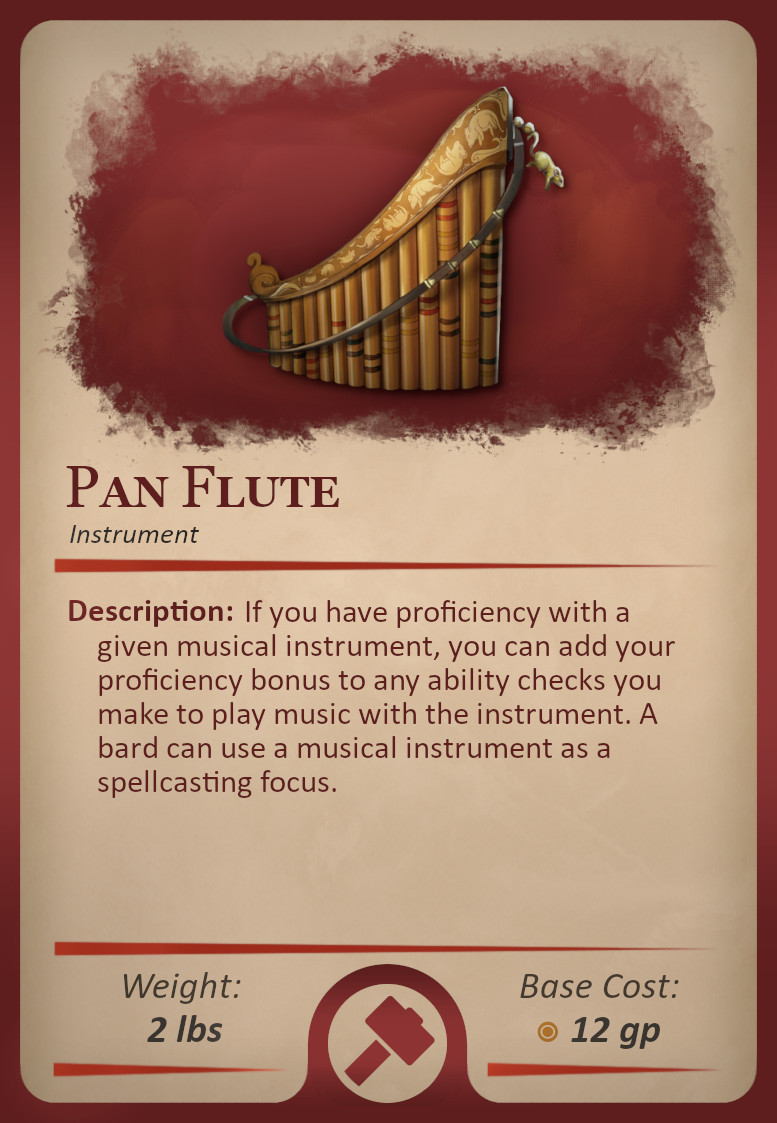 Pan Flute
Instrument
Description: If you have proficiency with a
given musical instrument, you can add your
proficiency bonus to any ability checks you
make to play music with the instrument. A
bard can use a musical instrument as a
spellcasting focus.
Weight:
2 lbs
Base Cost:
12 gp